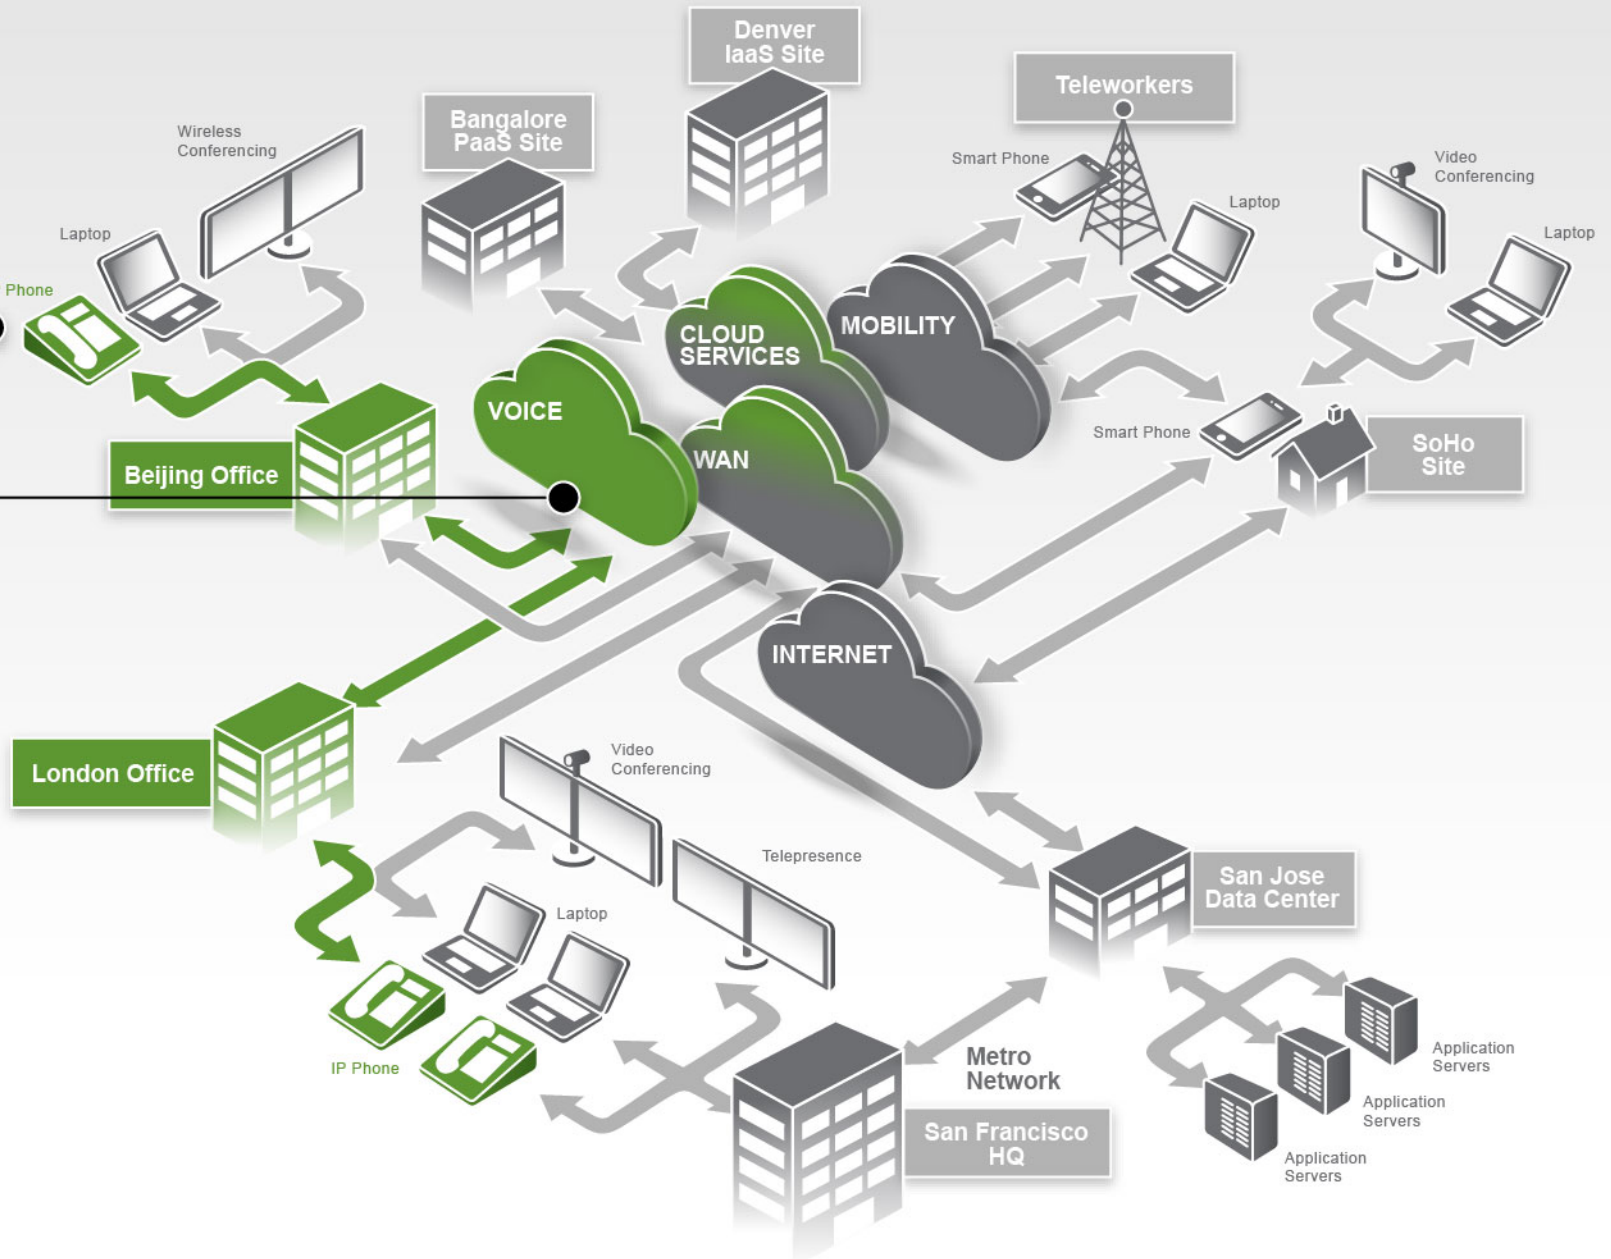 Denver
IaaS Site
Teleworkers
Bangalore
PaaS Site
Wireless
Conferencing
Smart Phone
Video
Conferencing
Laptop
Laptop
Laptop
Phone
CLOUD
SERVICES
MOBILITY
VOICE
WAN
Smart Phone
SoHo
Site
Beijing Office
INTERNET
London Office
Video
Conferencing
Telepresence
San Jose
Data Center
Laptop
IP Phone
Metro
Network
San Francisco
HQ
Application
Servers
Application
Servers
Application
Servers